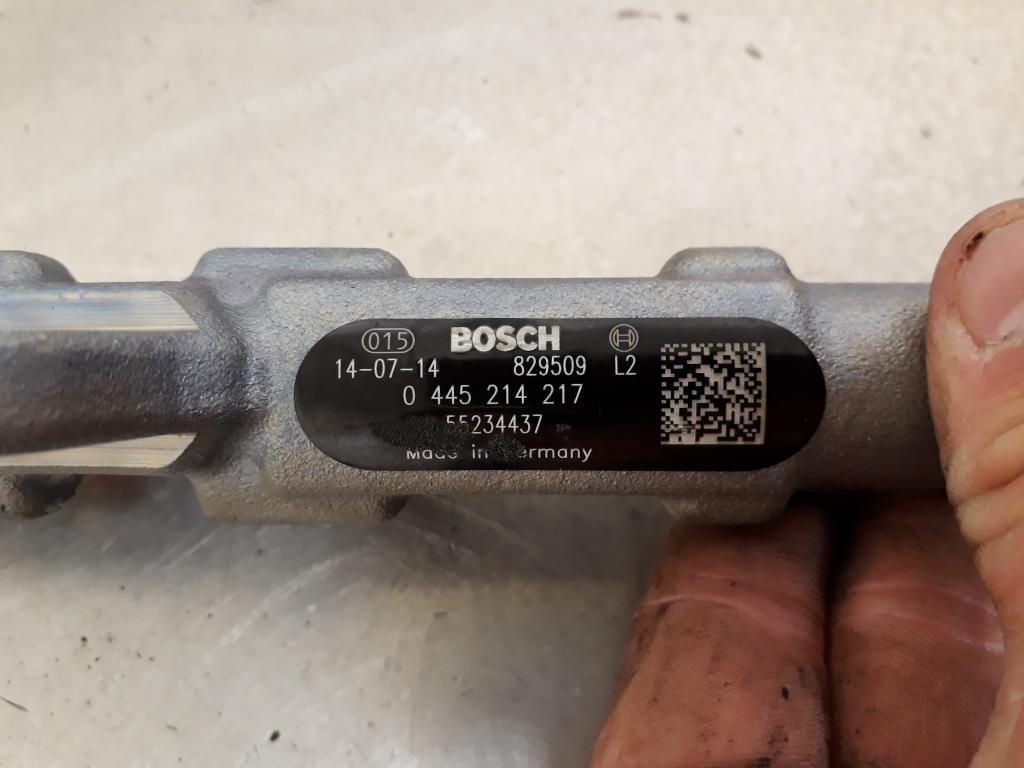 015 BOSCH
14-07-14 829509 L2
0 445 214 217
55234437
Made in Germany